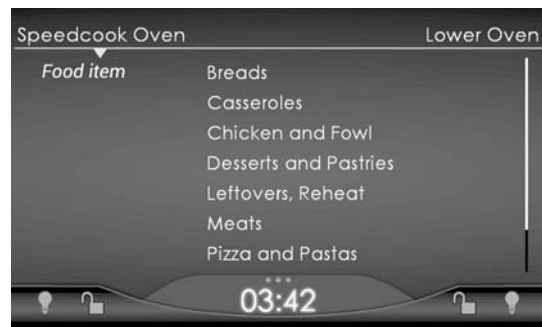 Speedcook Oven Lower Oven
Food item Breads
Casseroles
Chicken and Fowl
Desserts and Pastries
Leftovers, Reheat
Meats
Pizza and Pastas
03:42